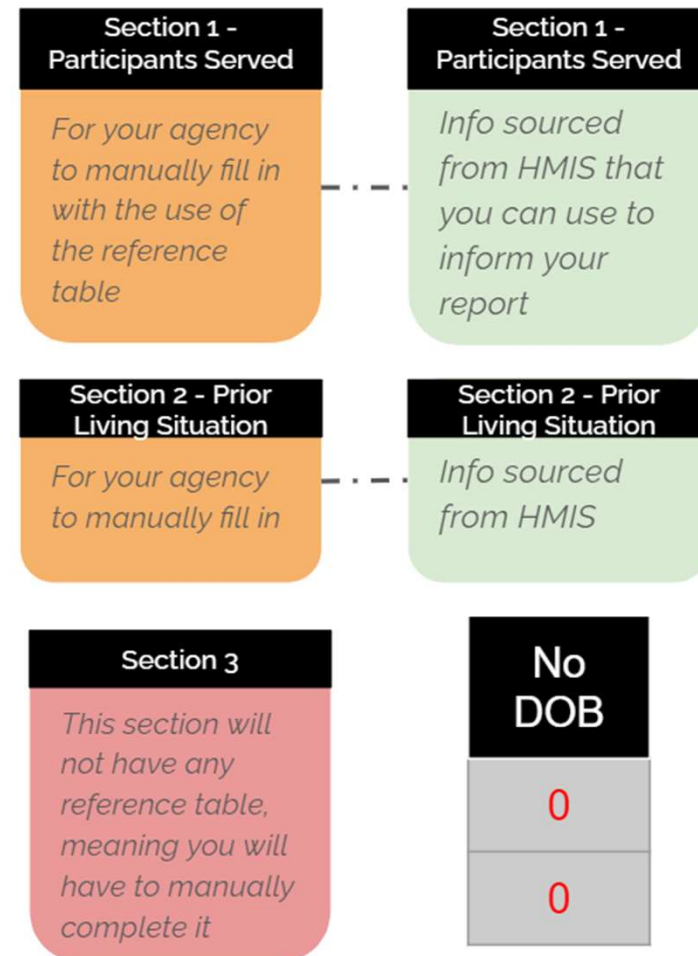 Section 1 -
Participants Served
For your agency
to manually fill in
with the use of
the reference
table
Section 1 -
Participants Served
Info sourced
from HMIS that
you can use to
inform your
report
Section 2 - Prior
Living Situation
For your agency
to manually fill in
Section 2 - Prior
Living Situation
Info sourced
from HMIS
Section 3
This section will
not have any
reference table,
meaning you will
have to manually
complete it
No
DOB
0
0